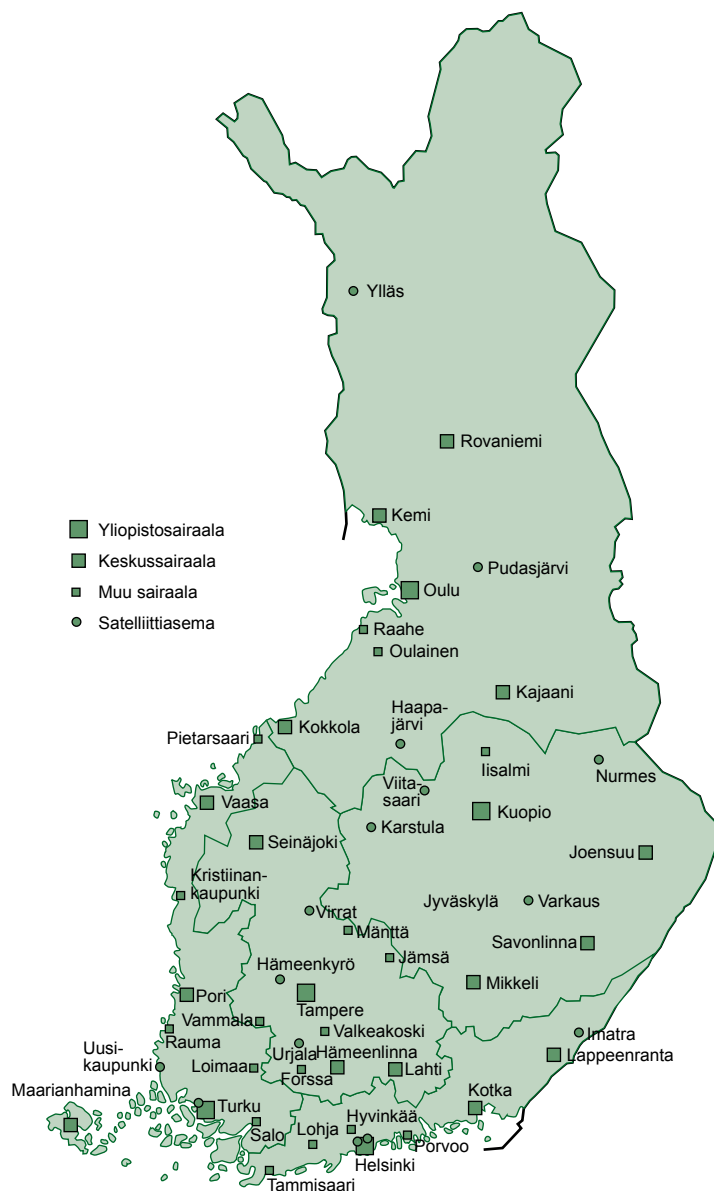 Ylläs
Rovaniemi
Kemi
Yliopistosairaala
Keskussairaala
Muu sairaala
Satelliittiasema
Pudasjärvi
Oulu
Raahe
Oulainen
Kajaani
Haapa-
järvi
Kokkola
Pietarsaari
Iisalmi
Nurmes
Viita-
saari
Vaasa
Kuopio
Karstula
Seinäjoki
Joensuu
Kristiinan-
kaupunki
Jyväskylä
Varkaus
Virrat
Mänttä
Savonlinna
Jämsä
Hämeenkyrö
Mikkeli
Pori
Tampere
Vammala
Valkeakoski
Rauma
Imatra
Uusi-
kaupunki
Urjala
Hämeenlinna
Lappeenranta
Loimaa
Forssa
Lahti
Maarianhamina
Turku
Kotka
Salo
Lohja
Hyvinkää
Porvoo
Helsinki
Tammisaari